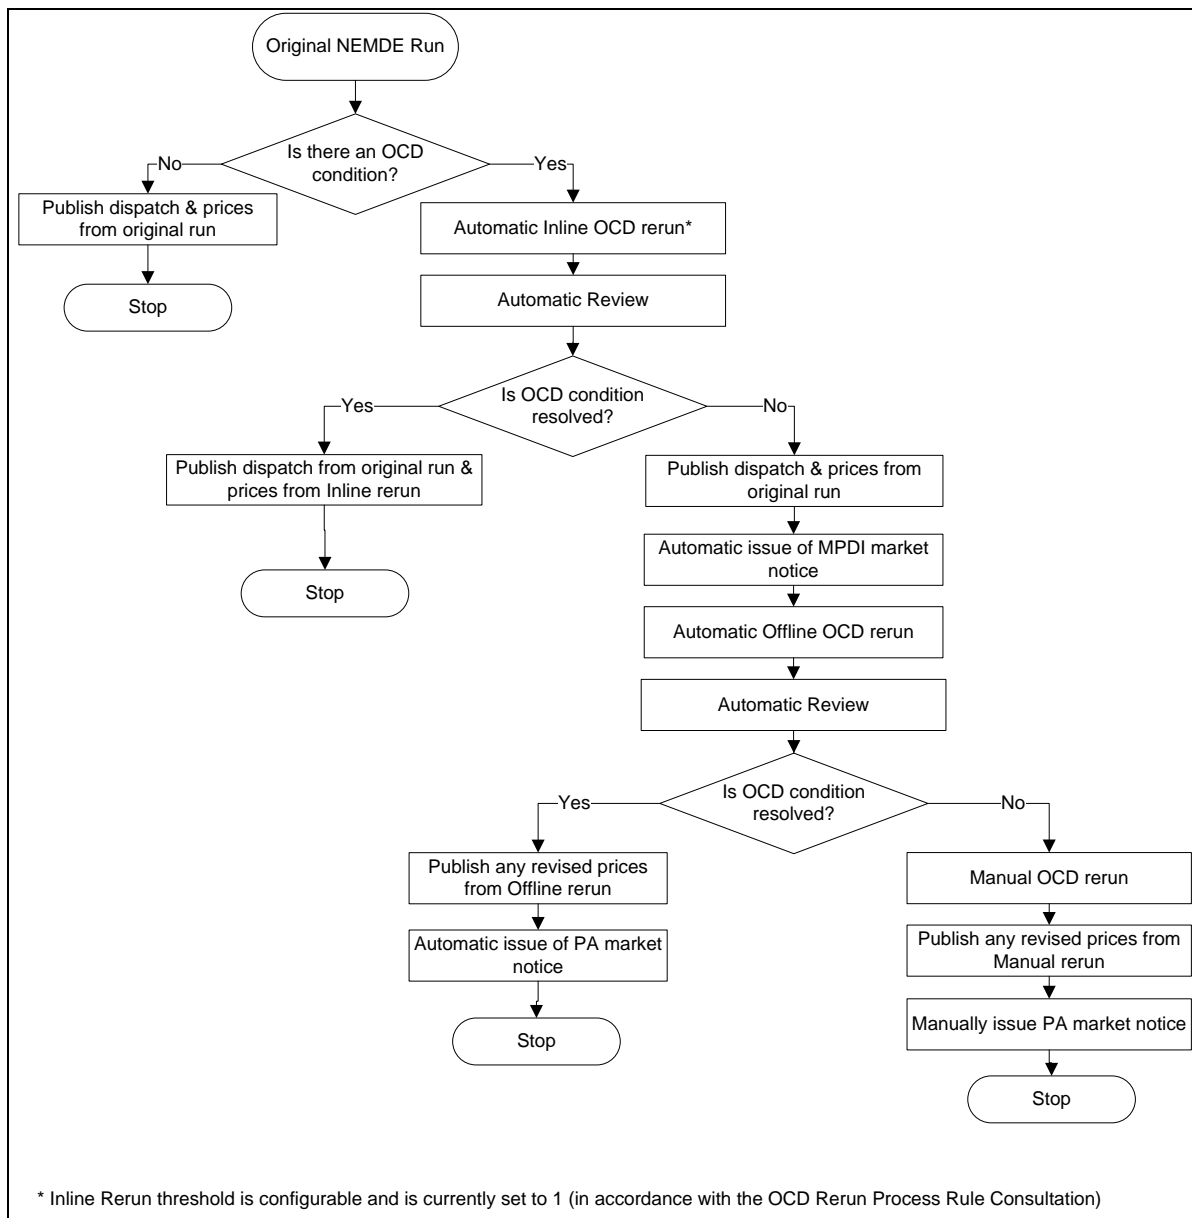 Original NEMDE Run
Is there an OCD
condition?
No
Yes
Publish dispatch & prices
from original run
Automatic Inline OCD rerun*
Stop
Automatic Review
Is OCD condition
resolved?
Yes
No
Publish dispatch from original run &
prices from Inline rerun
Publish dispatch & prices from
original run
Stop
Automatic issue of MPDI market
notice
Automatic Offline OCD rerun
Automatic Review
Is OCD condition
resolved?
Yes
No
Publish any revised prices
from Offline rerun
Manual OCD rerun
Automatic issue of PA market
notice
Publish any revised prices from
Manual rerun
Stop
Manually issue PA market notice
Stop
* Inline Rerun threshold is configurable and is currently set to 1 (in accordance with the OCD Rerun Process Rule Consultation)